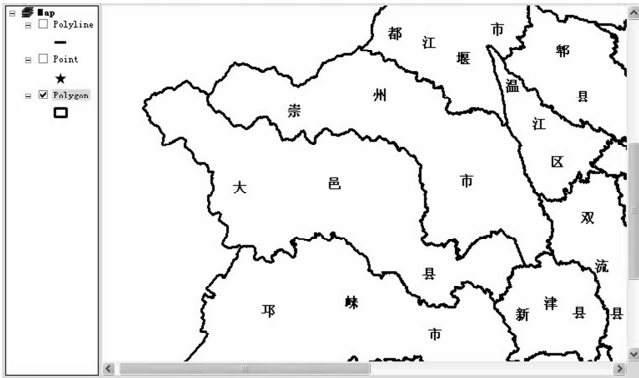 Map
Polyline
Point
Polygon
都江堰市
郫县
温江区
崇州市
大邑县
双流县
邛崃市
新津县